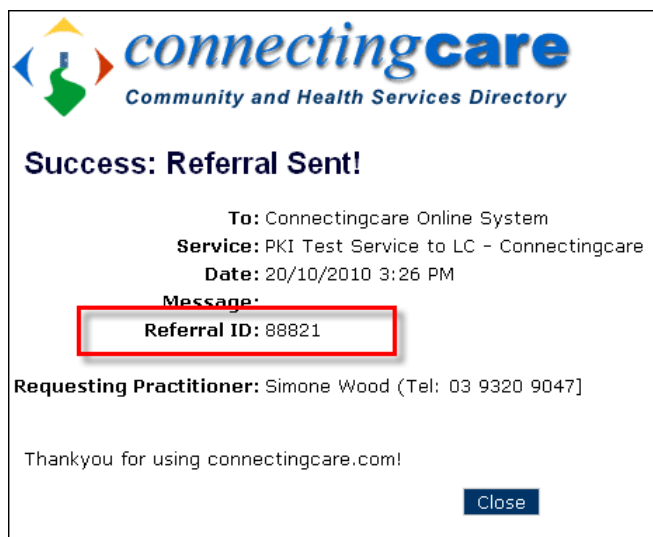 connectingcare
Community and Health Services Directory
Success: Referral Sent!
To: Connectingcare Online System
Service: PKI Test Service to LC - Connectingcare
Date: 20/10/2010 3:26 PM
Message:
Referral ID: 88821
Requesting Practitioner: Simone Wood (Tel: 03 9320 9047]
Thankyou for using connectingcare.com!
Close